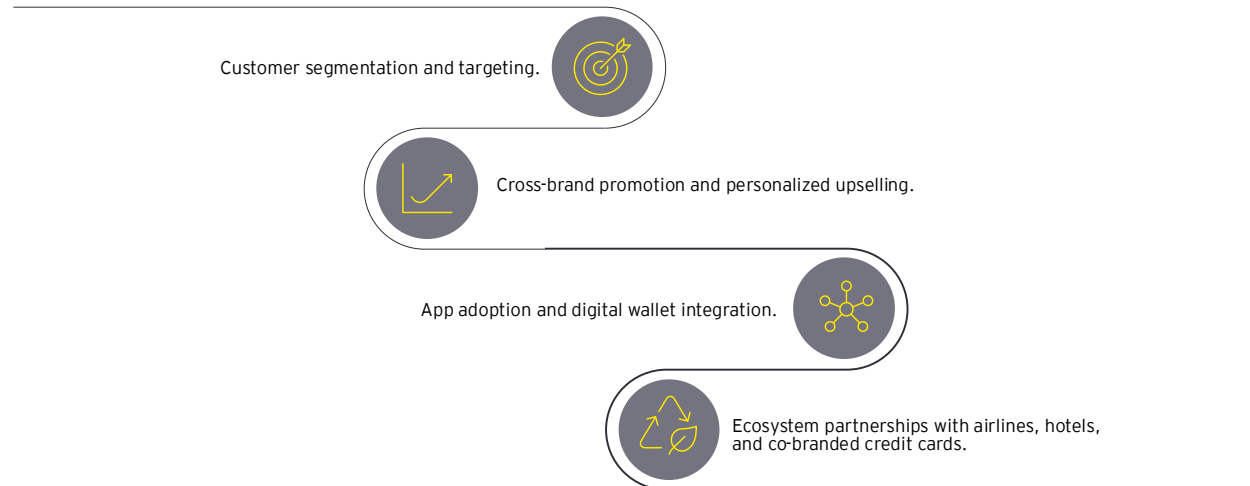 Customer segmentation and targeting.
Cross-brand promotion and personalized upselling.
App adoption and digital wallet integration.
Ecosystem partnerships with airlines, hotels,
and co-branded credit cards.